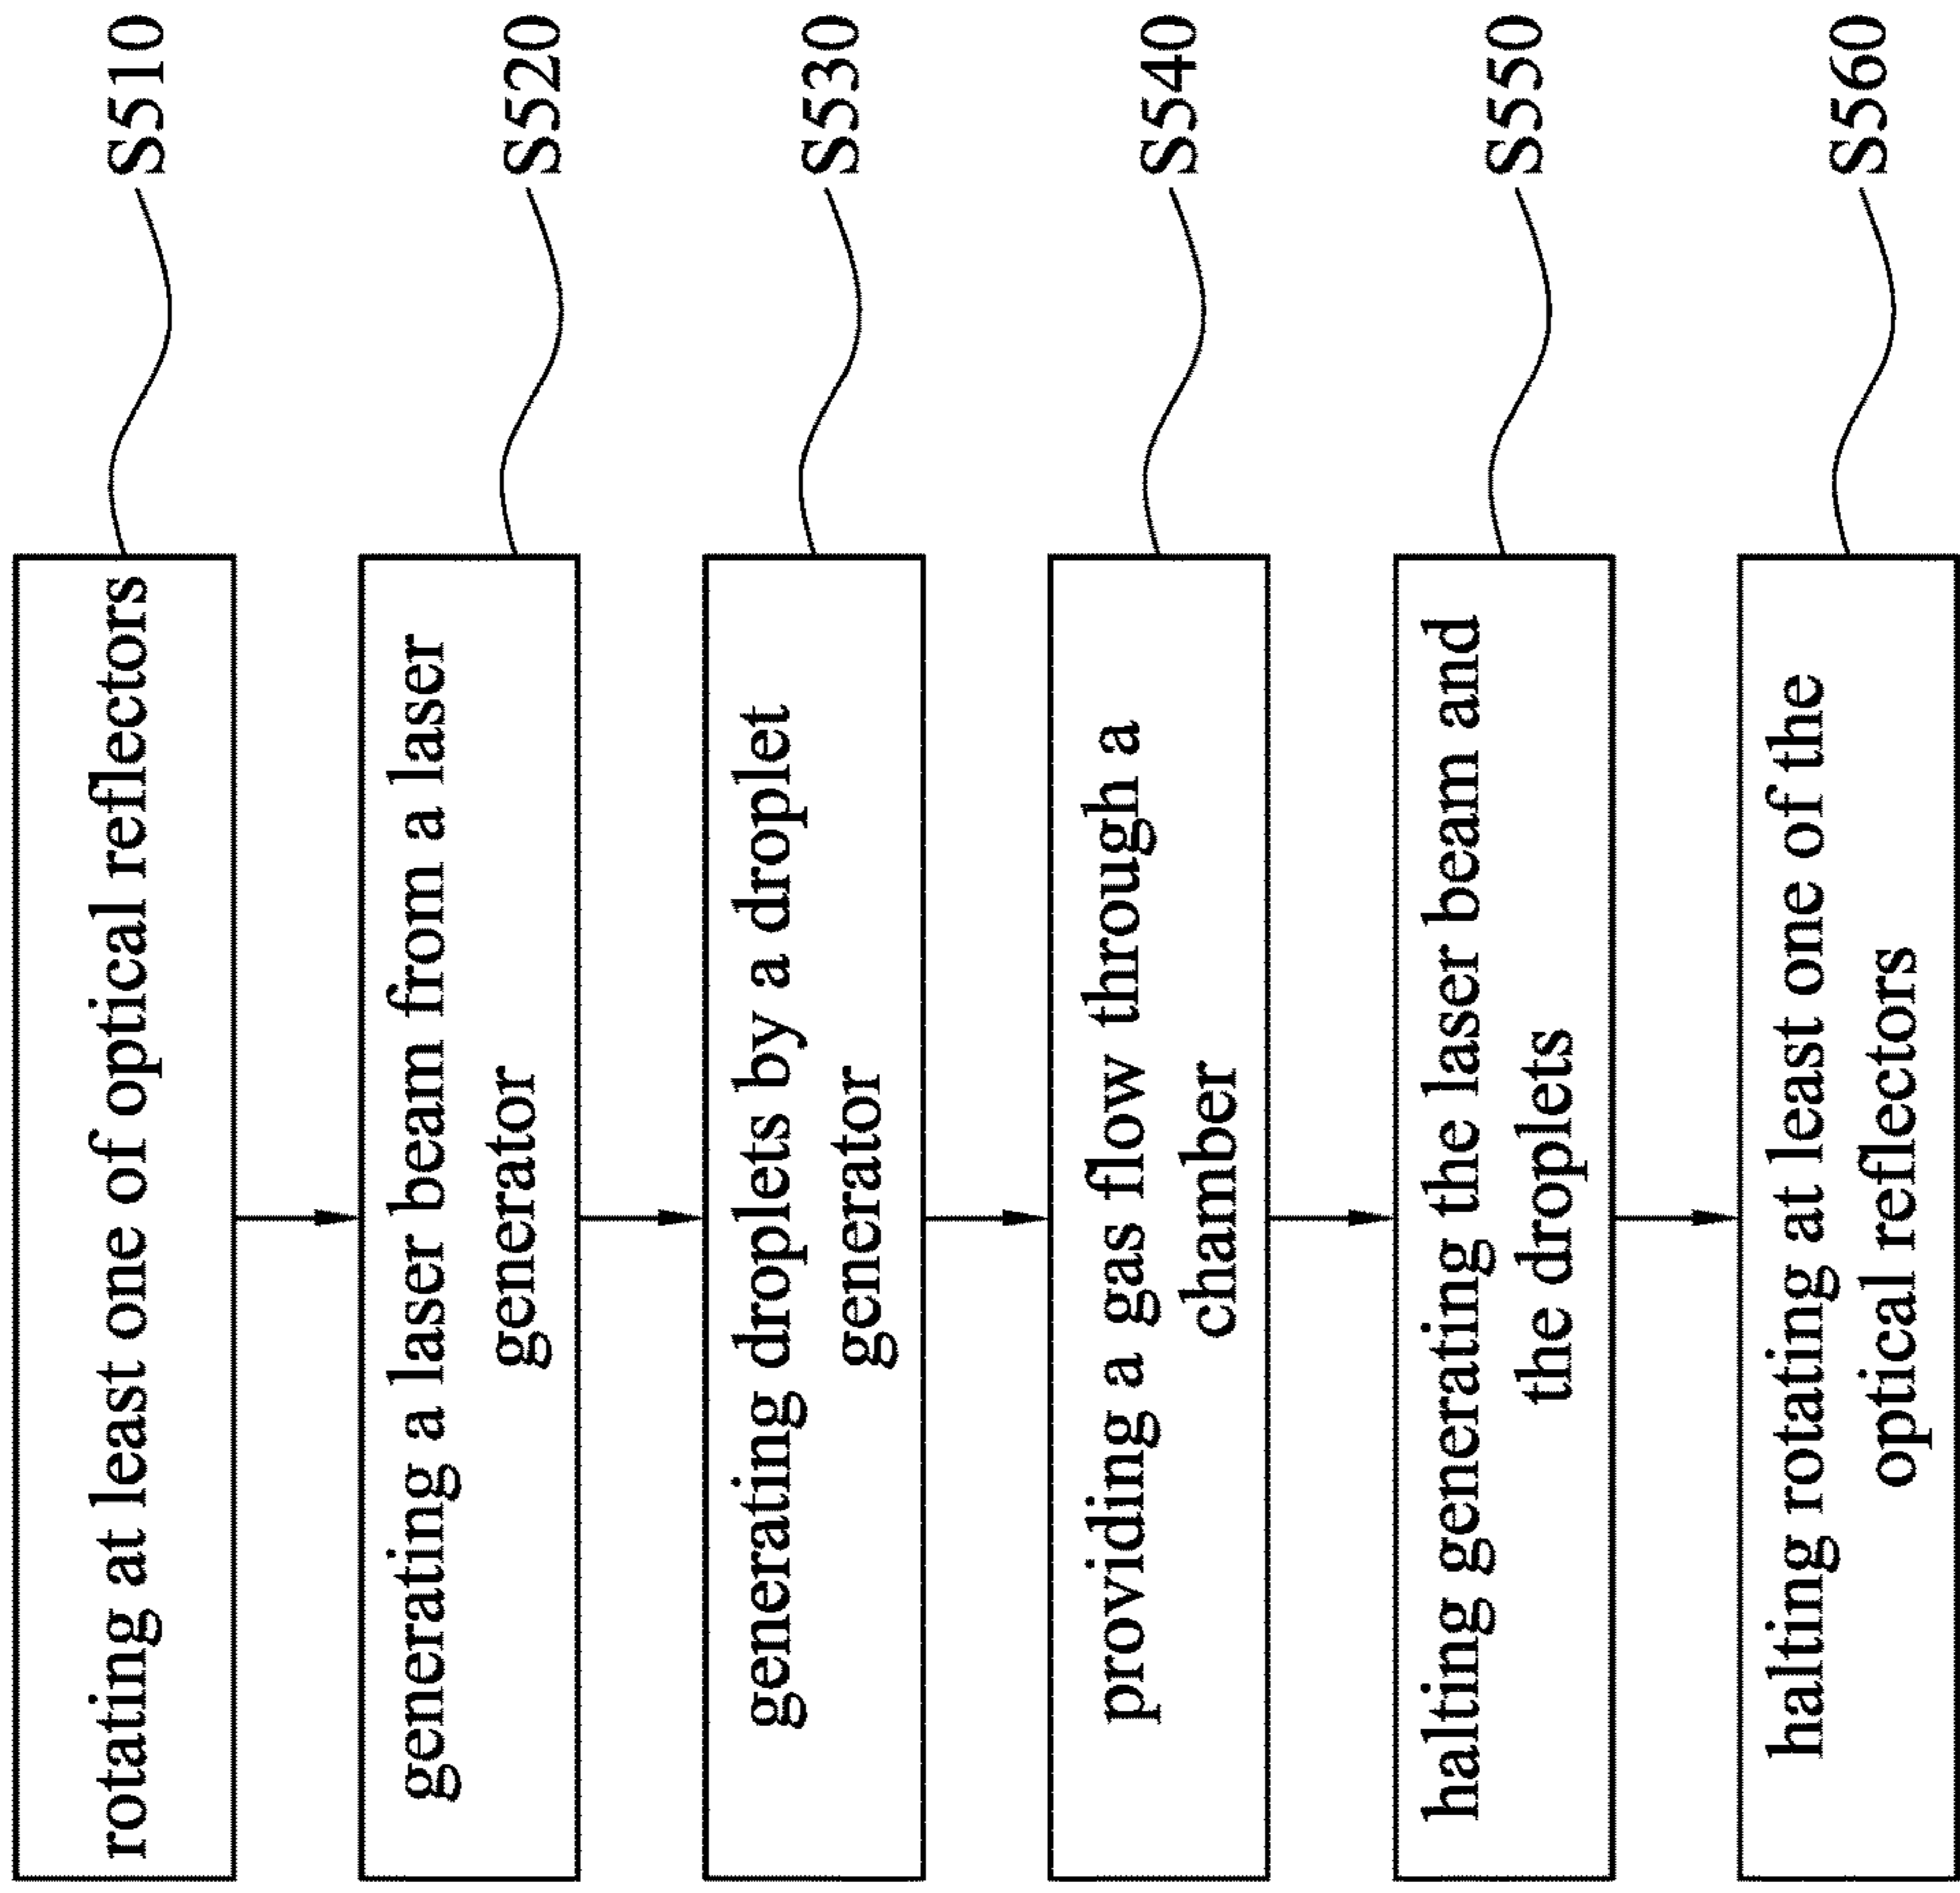 rotating at least one of optical reflectors
S510
generating a laser beam from a laser
generator
S520
generating droplets by a droplet
generator
S530
providing a gas flow through a
chamber
S540
halting generating the laser beam and
the droplets
S550
halting rotating at least one of the
optical reflectors
S560